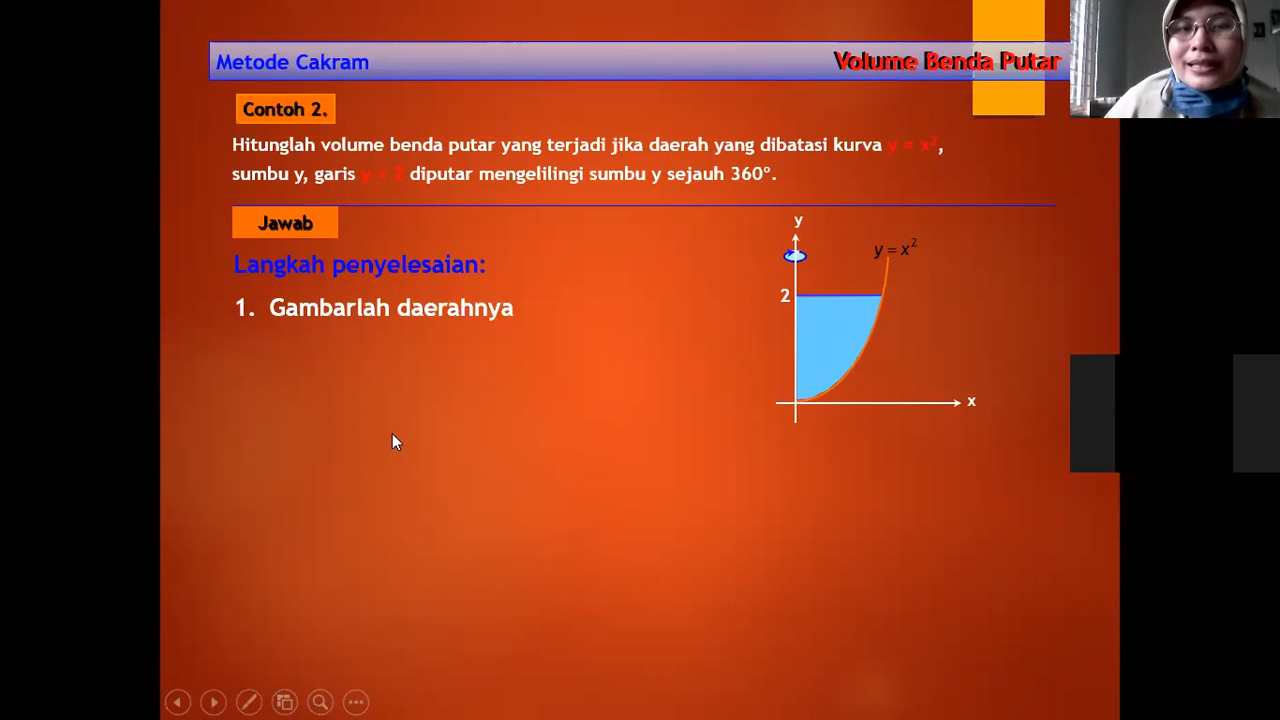 Metode Cakram
Volume Benda Putar
Contoh 2.
Hitunglah volume benda putar yang terjadi jika daerah yang dibatasi kurva y = x²,
sumbu y, garis y = 2 diputar mengelilingi sumbu y sejauh 360º.
Jawab
Langkah penyelesaian:
1. Gambarlah daerahnya
y
y = x²
2
x